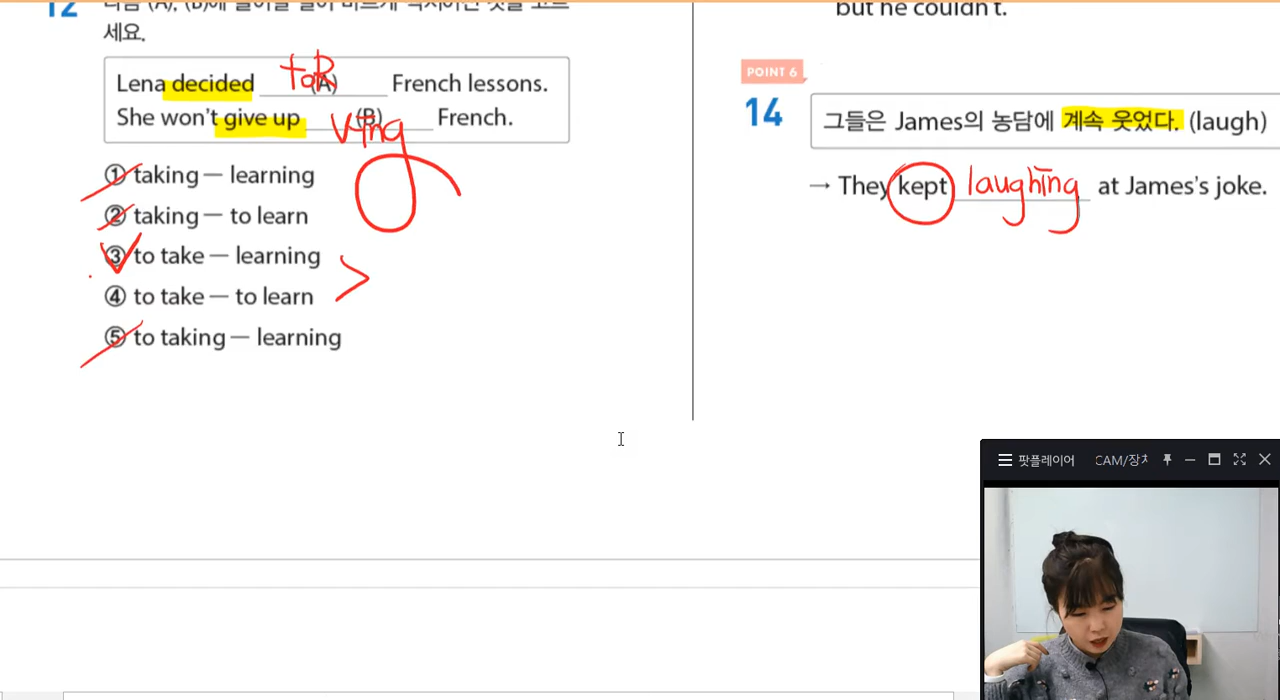 12 다음 (A), (B)에 들어갈 말이 바르게 짝지어진 것을 고르
세요.
Lena decided (A) French lessons.
toR
She won't give up (B) French.
Ving
① taking — learning
② taking — to learn
③ to take — learning
④ to take — to learn
⑤ to taking — learning
but he couldn't.
POINT 6
14 그들은 James의 농담에 계속 웃었다. (laugh)
→ They kept laughing at James's joke.
팟플레이어